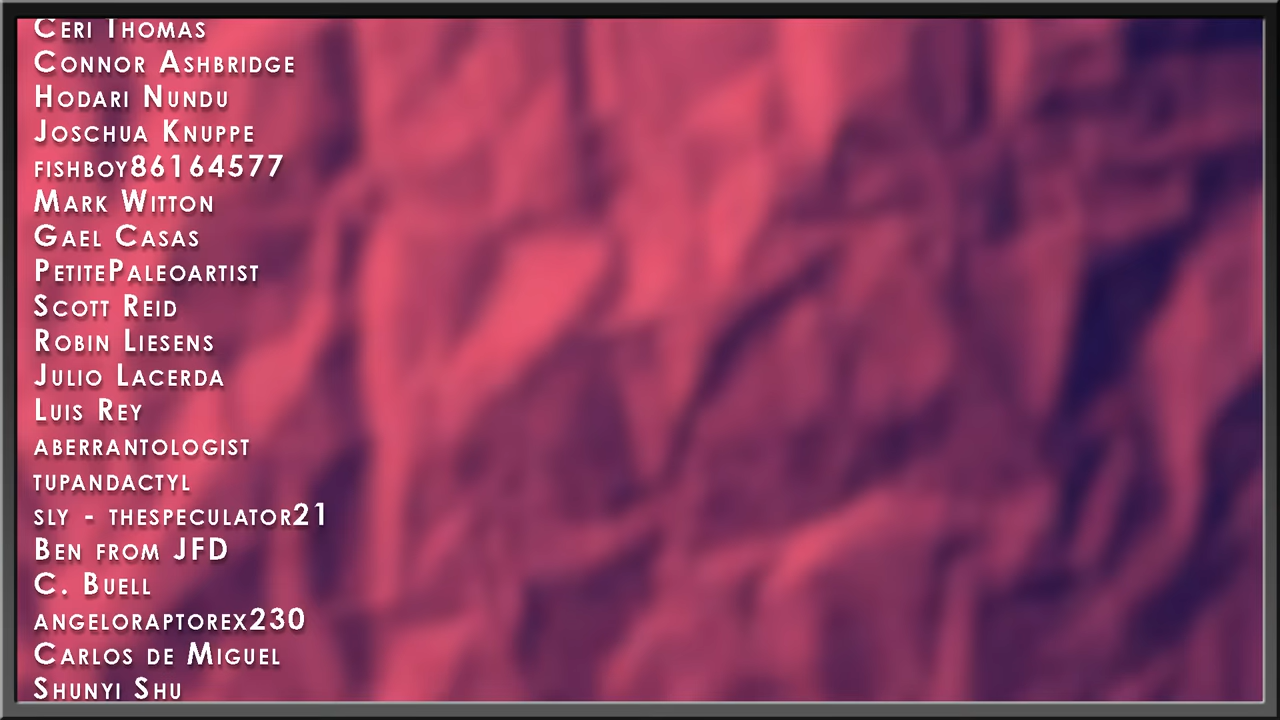 Ceri Thomas
Connor Ashbridge
Hodari Nundu
Joschua Knuppe
fishboy86164577
Mark Witton
Gael Casas
PetitePaleoartist
Scott Reid
Robin Liesens
Julio Lacerda
Luis Rey
aberrantologist
tupandactyl
sly - thespeculator21
Ben from JFD
C. Buell
angeloraptorex230
Carlos de Miguel
Shunyi Shu